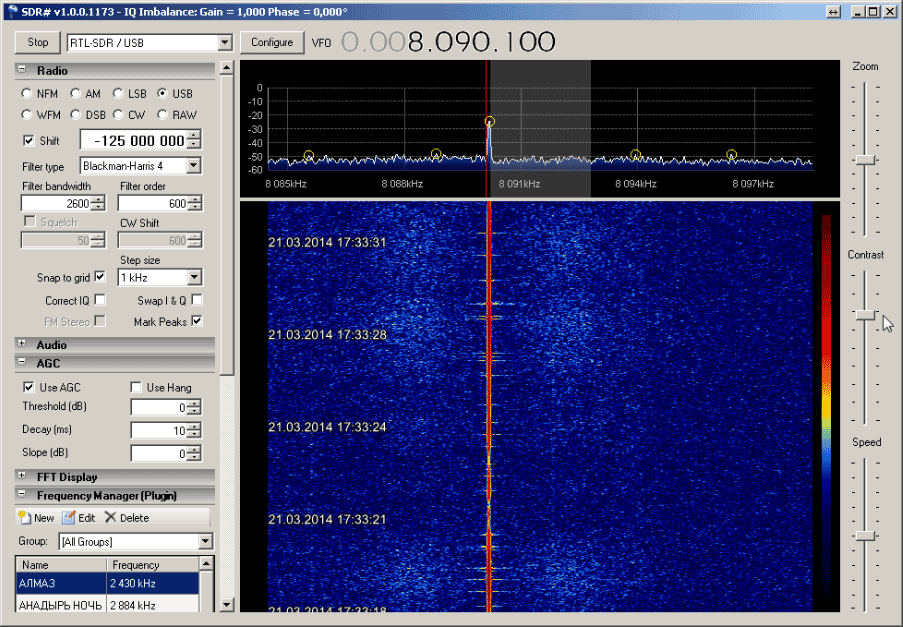 SDR# v1.0.0.1173 - IQ Imbalance: Gain = 1,000 Phase = 0,000°
Stop RTL-SDR / USB Configure VFO 0.008.090.100
Radio
NFM AM LSB USB
WFM DSB CW RAW
Shift -125 000 000
Filter type Blackman-Harris 4
Filter bandwidth Filter order
2600 600
Squelch CW Shift
50 600
Step size
Snap to grid 1 kHz
Correct IQ Swap I & Q
FM Stereo Mark Peaks
Audio
AGC
Use AGC Use Hang
Threshold (dB) 0
Decay (ms) 10
Slope (dB) 0
FFT Display
Frequency Manager (Plugin)
New Edit Delete
Group: [All Groups]
Name Frequency
АЛМАЗ 2 430 kHz
АНАДЫРЬ НОЧЬ 2 884 kHz
0
-10
-20
-30
-40
-50
-60
8 085kHz 8 088kHz 8 091kHz 8 094kHz 8 097kHz
21.03.2014 17:33:31
21.03.2014 17:33:28
21.03.2014 17:33:24
21.03.2014 17:33:21
21.03.2014 17:33:18
Zoom
Contrast
Speed